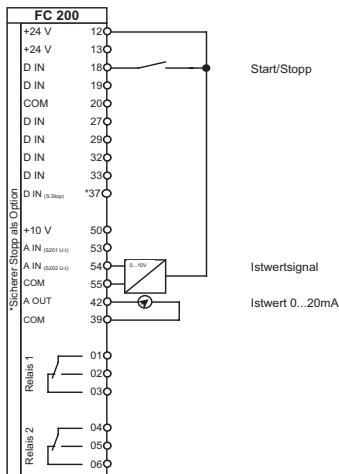 FC 200
+24 V 12
+24 V 13
D IN 18
Start/Stopp
D IN 19
COM 20
D IN 27
D IN 29
D IN 32
D IN 33
D IN (S.Stop) *37
*Sicherer Stopp als Option
+10 V 50
A IN (S201 U-I) 53
A IN (S202 U-I) 54
0...10V
Istwertsignal
COM 55
A OUT 42
Istwert 0...20mA
COM 39
Relais 1
01
02
03
Relais 2
04
05
06